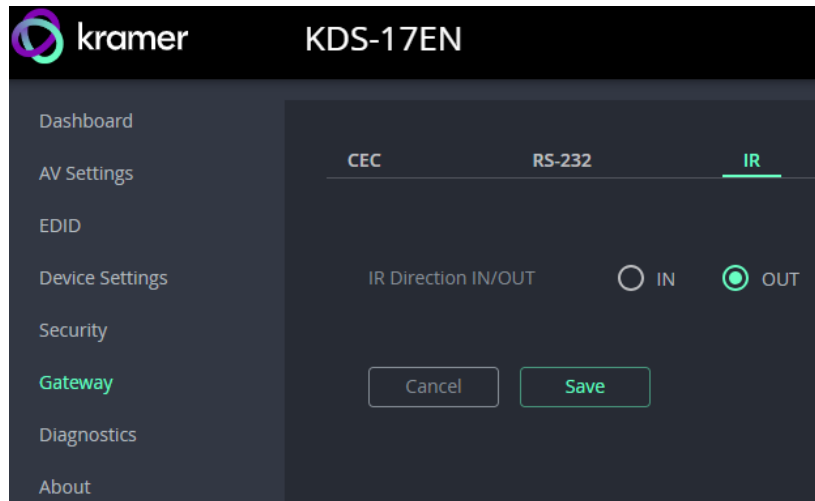 kramer KDS-17EN
Dashboard
AV Settings
EDID
Device Settings
Security
Gateway
Diagnostics
About
CEC RS-232 IR
IR Direction IN/OUT IN OUT
Cancel Save